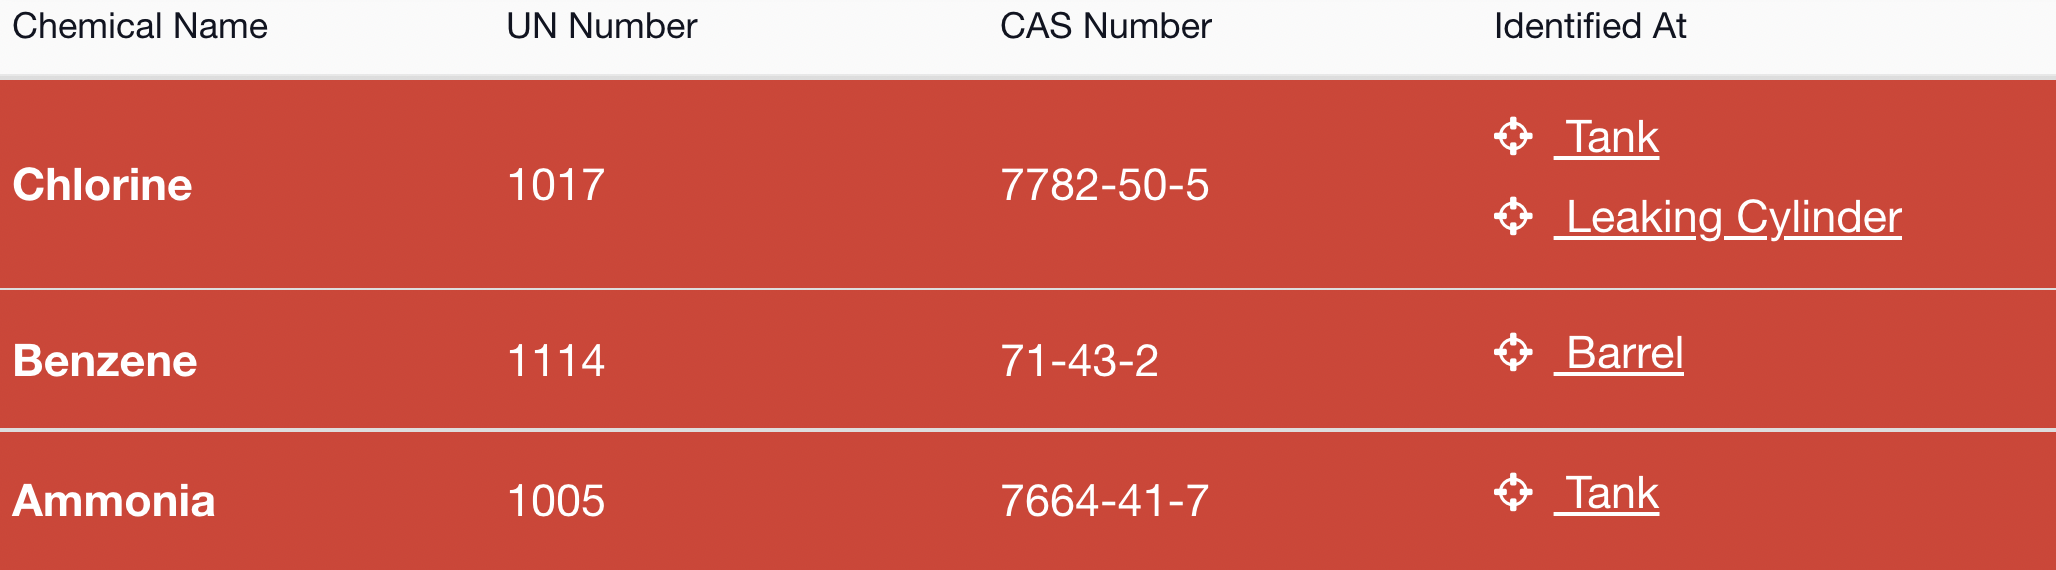 Chemical Name UN Number CAS Number Identified At
Chlorine 1017 7782-50-5 Tank
Leaking Cylinder
Benzene 1114 71-43-2 Barrel
Ammonia 1005 7664-41-7 Tank